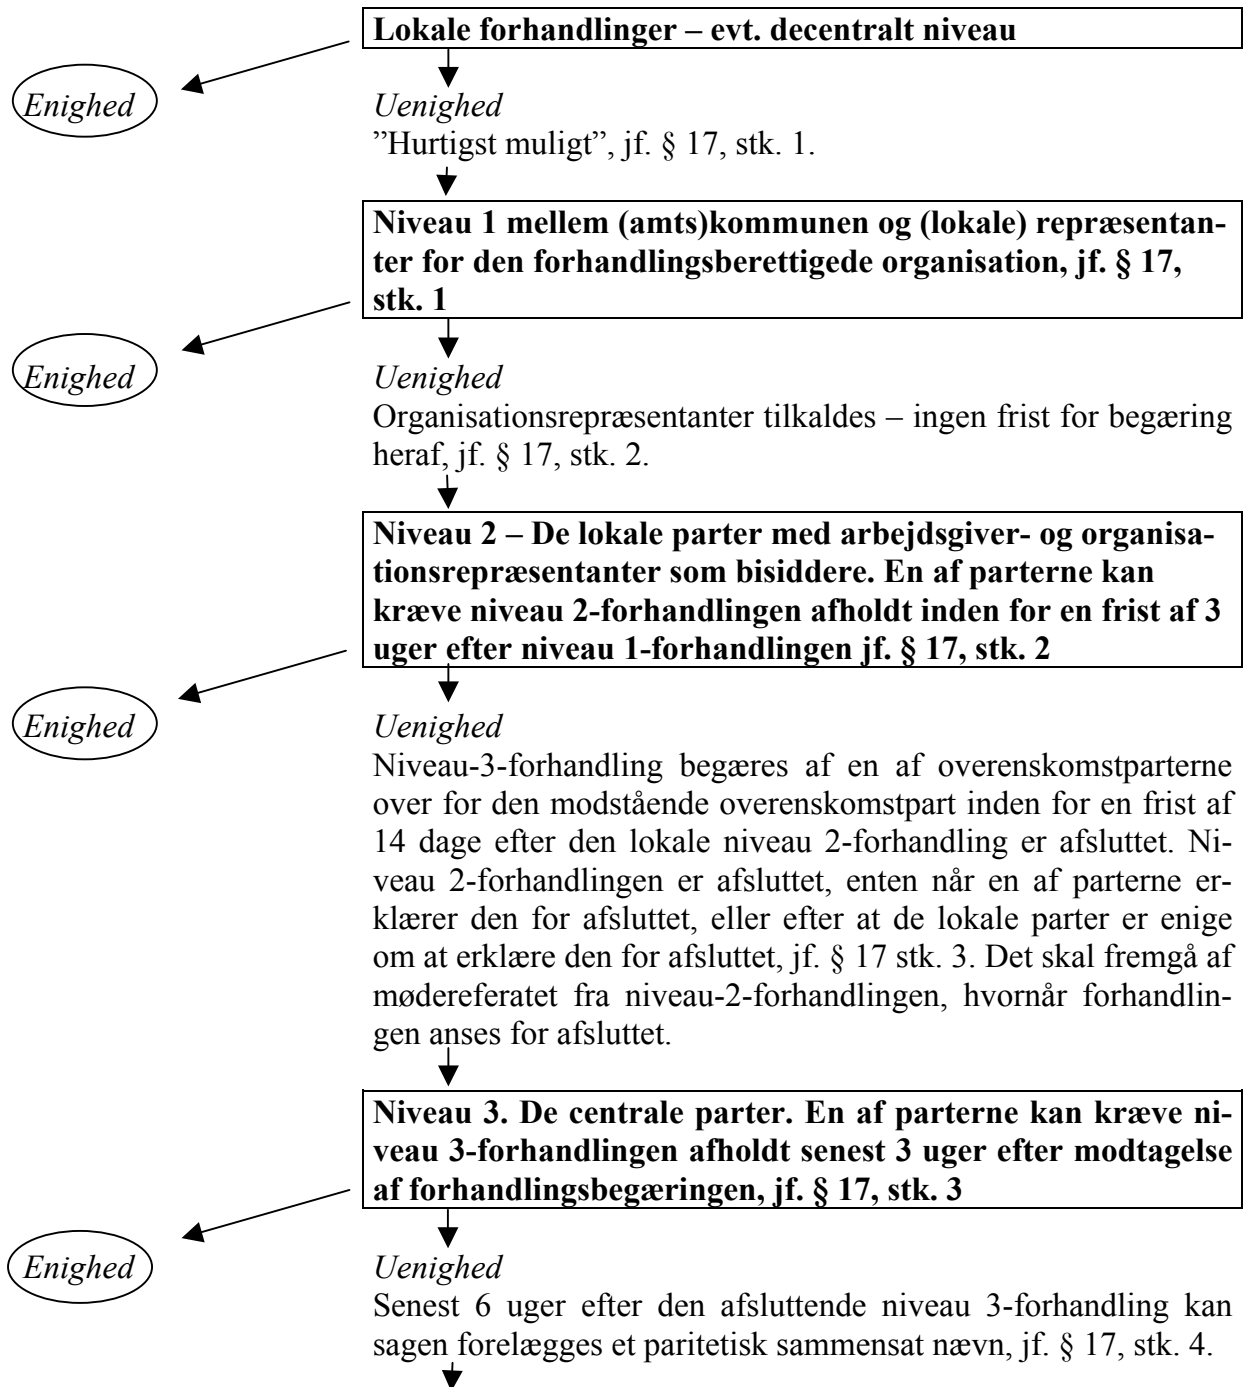 Lokale forhandlinger – evt. decentralt niveau
Enighed
Uenighed
”Hurtigst muligt”, jf. § 17, stk. 1.
Niveau 1 mellem (amts)kommunen og (lokale) repræsentan-
ter for den forhandlingsberettigede organisation, jf. § 17,
stk. 1
Enighed
Uenighed
Organisationsrepræsentanter tilkaldes – ingen frist for begæring
heraf, jf. § 17, stk. 2.
Niveau 2 – De lokale parter med arbejdsgiver- og organisa-
tionsrepræsentanter som bisiddere. En af parterne kan
kræve niveau 2-forhandlingen afholdt inden for en frist af 3
uger efter niveau 1-forhandlingen jf. § 17, stk. 2
Enighed
Uenighed
Niveau-3-forhandling begæres af en af overenskomstparterne
over for den modstående overenskomstpart inden for en frist af
14 dage efter den lokale niveau 2-forhandling er afsluttet. Ni-
veau 2-forhandlingen er afsluttet, enten når en af parterne er-
klærer den for afsluttet, eller efter at de lokale parter er enige
om at erklære den for afsluttet, jf. § 17 stk. 3. Det skal fremgå af
mødereferatet fra niveau-2-forhandlingen, hvornår forhandlin-
gen anses for afsluttet.
Niveau 3. De centrale parter. En af parterne kan kræve ni-
veau 3-forhandlingen afholdt senest 3 uger efter modtagelse
af forhandlingsbegæringen, jf. § 17, stk. 3
Enighed
Uenighed
Senest 6 uger efter den afsluttende niveau 3-forhandling kan
sagen forelægges et paritetisk sammensat nævn, jf. § 17, stk. 4.